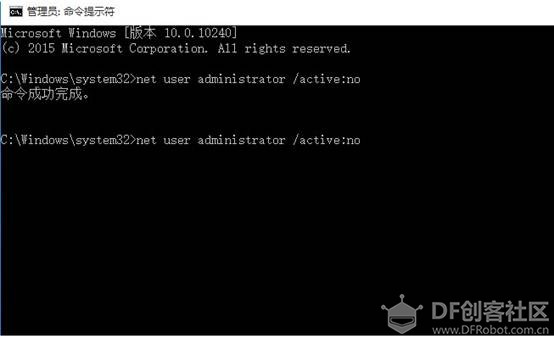 管理员: 命令提示符
Microsoft Windows [版本 10.0.10240]
(c) 2015 Microsoft Corporation. All rights reserved.
C:\Windows\system32>net user administrator /active:no
命令成功完成。
C:\Windows\system32>net user administrator /active:no
DF创客社区
www.DFRobot.com.cn